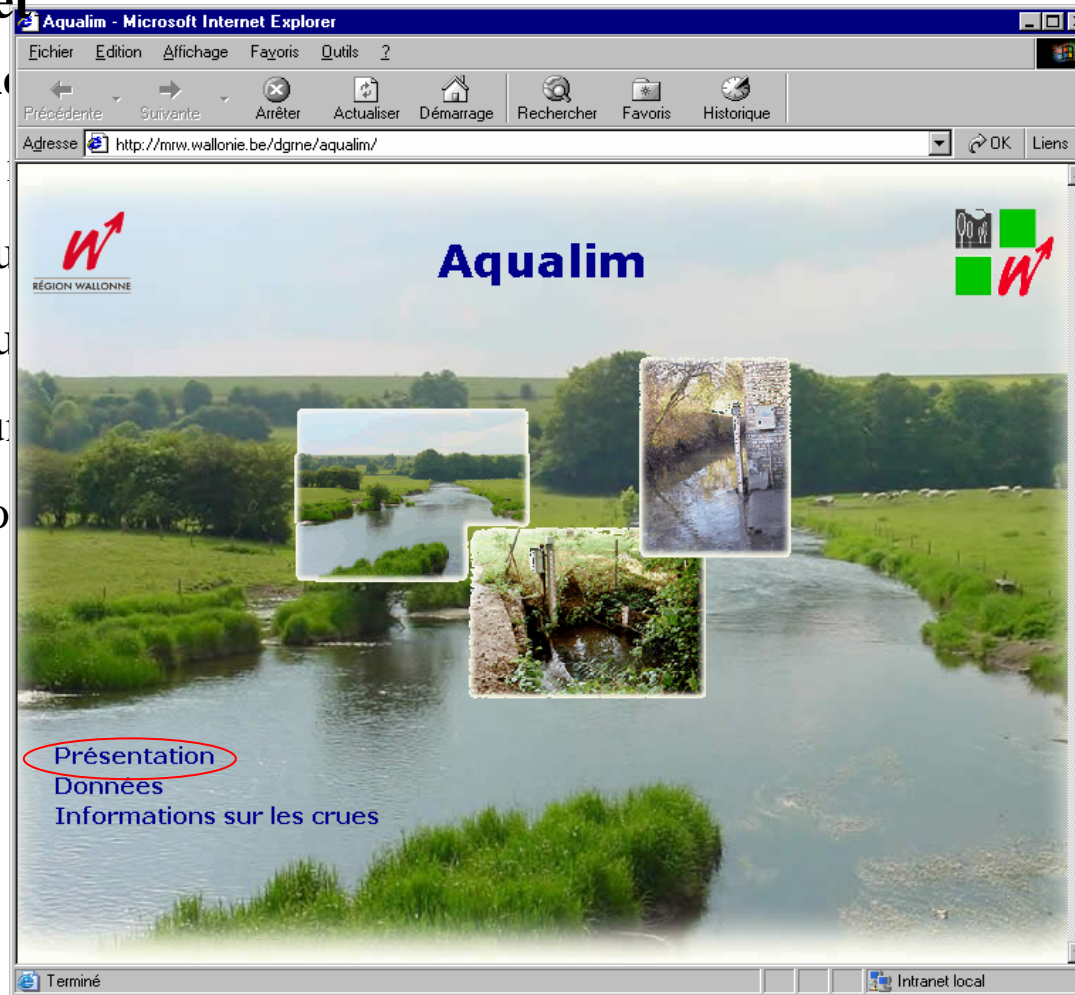 Aqualim - Microsoft Internet Explorer
Fichier Edition Affichage Favoris Outils ?
Précédente Suivante Arrêter Actualiser Démarrage Rechercher Favoris Historique
Adresse http://mrw.wallonie.be/dgrne/aqualim/ OK Liens
W
RÉGION WALLONNE
Aqualim
W
Présentation
Données
Informations sur les crues
Terminé Intranet local